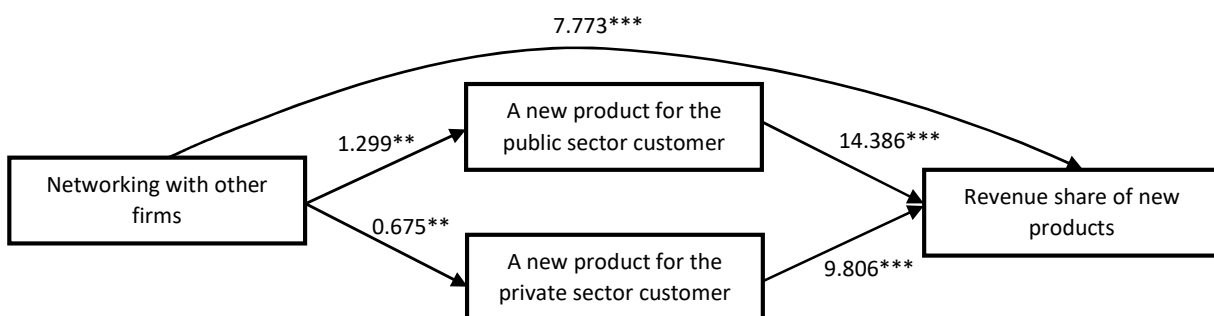 7.773***
A new product for the
public sector customer
1.299**
14.386***
Networking with other
firms
Revenue share of new
products
0.675**
9.806***
A new product for the
private sector customer